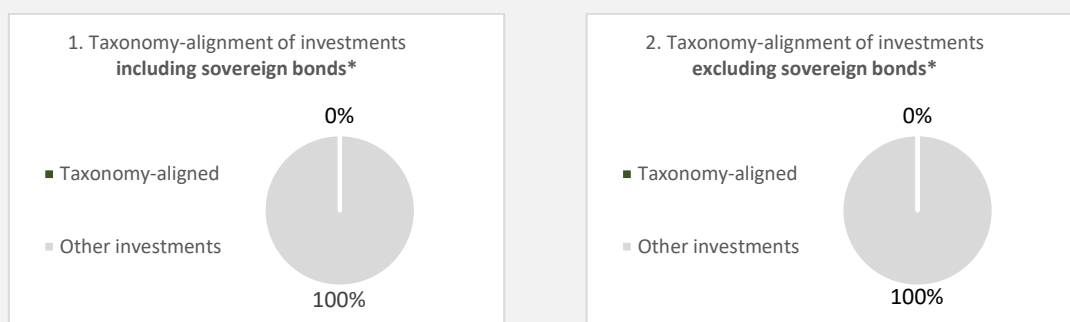 1. Taxonomy-alignment of investments
including sovereign bonds*
0%
Taxonomy-aligned
Other investments
100%
2. Taxonomy-alignment of investments
excluding sovereign bonds*
0%
Taxonomy-aligned
Other investments
100%